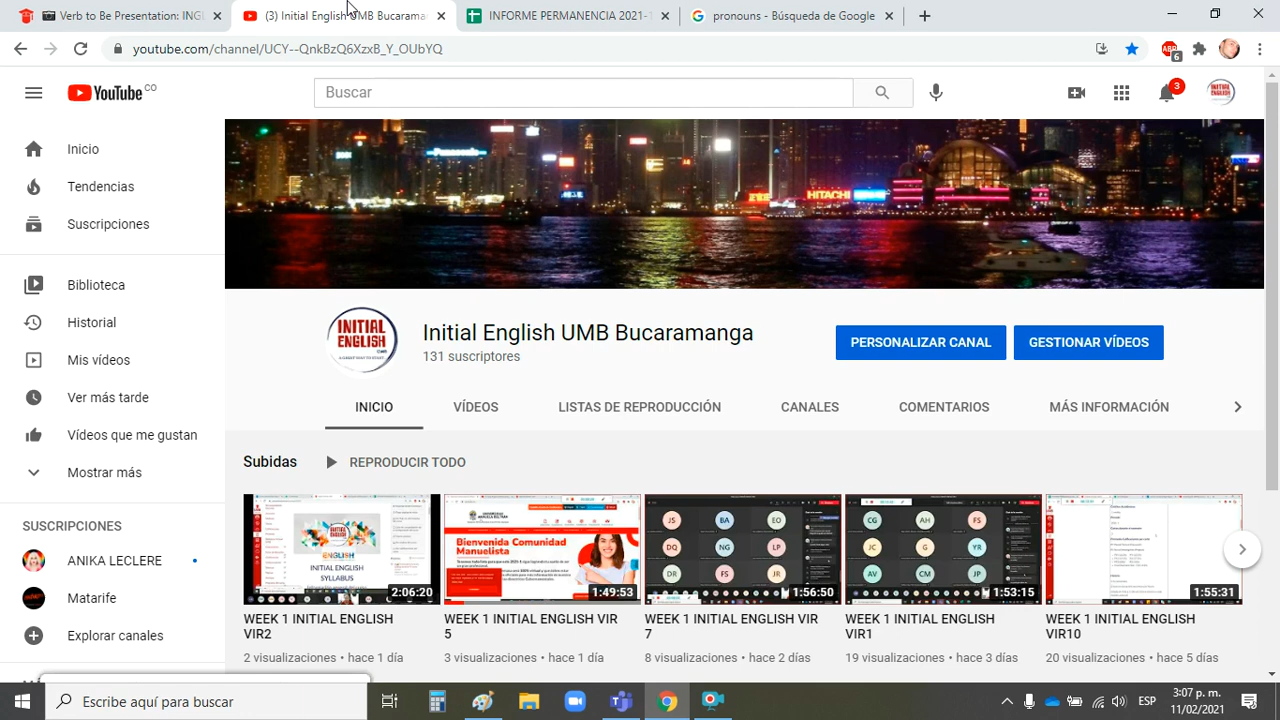 Verb to Be Presentation: ING
(3) Initial English UMB Bucarama
INFORME PERMANENCIA 2021-1
pronouns - Búsqueda de Google
youtube.com/channel/UCY--QnkBzQ6XzxB_Y_OUbYQ
ABP
6
YouTube CO
Buscar
3
INITIAL ENGLISH
Inicio
Tendencias
Suscripciones
Biblioteca
Historial
Mis vídeos
Ver más tarde
Vídeos que me gustan
Mostrar más
SUSCRIPCIONES
ANIKA LECLERE
Matarife
Explorar canales
Panasonic
HITACHI
INITIAL
ENGLISH
Initial English UMB Bucaramanga
131 suscriptores
PERSONALIZAR CANAL
GESTIONAR VÍDEOS
INICIO VÍDEOS LISTAS DE REPRODUCCIÓN CANALES COMENTARIOS MÁS INFORMACIÓN
Subidas REPRODUCIR TODO
ENGLISH
INITIAL ENGLISH
SYLLABUS
2:06:20
Bienvenida Comunidad
Manuelista
JS BA EO
NG LP
DR FS JR
1:56:50
CG AH FS
AV CM JP
1:53:15
1:55:31
WEEK 1 INITIAL ENGLISH
VIR2
2 visualizaciones • hace 1 día
WEEK 1 INITIAL ENGLISH VIR
5
3 visualizaciones • hace 1 día
WEEK 1 INITIAL ENGLISH VIR
7
8 visualizaciones • hace 2 días
WEEK 1 INITIAL ENGLISH
VIR1
19 visualizaciones • hace 3 días
WEEK 1 INITIAL ENGLISH
VIR10
20 visualizaciones • hace 5 días
Escribe aquí para buscar
ESP
3:07 p. m.
11/02/2021